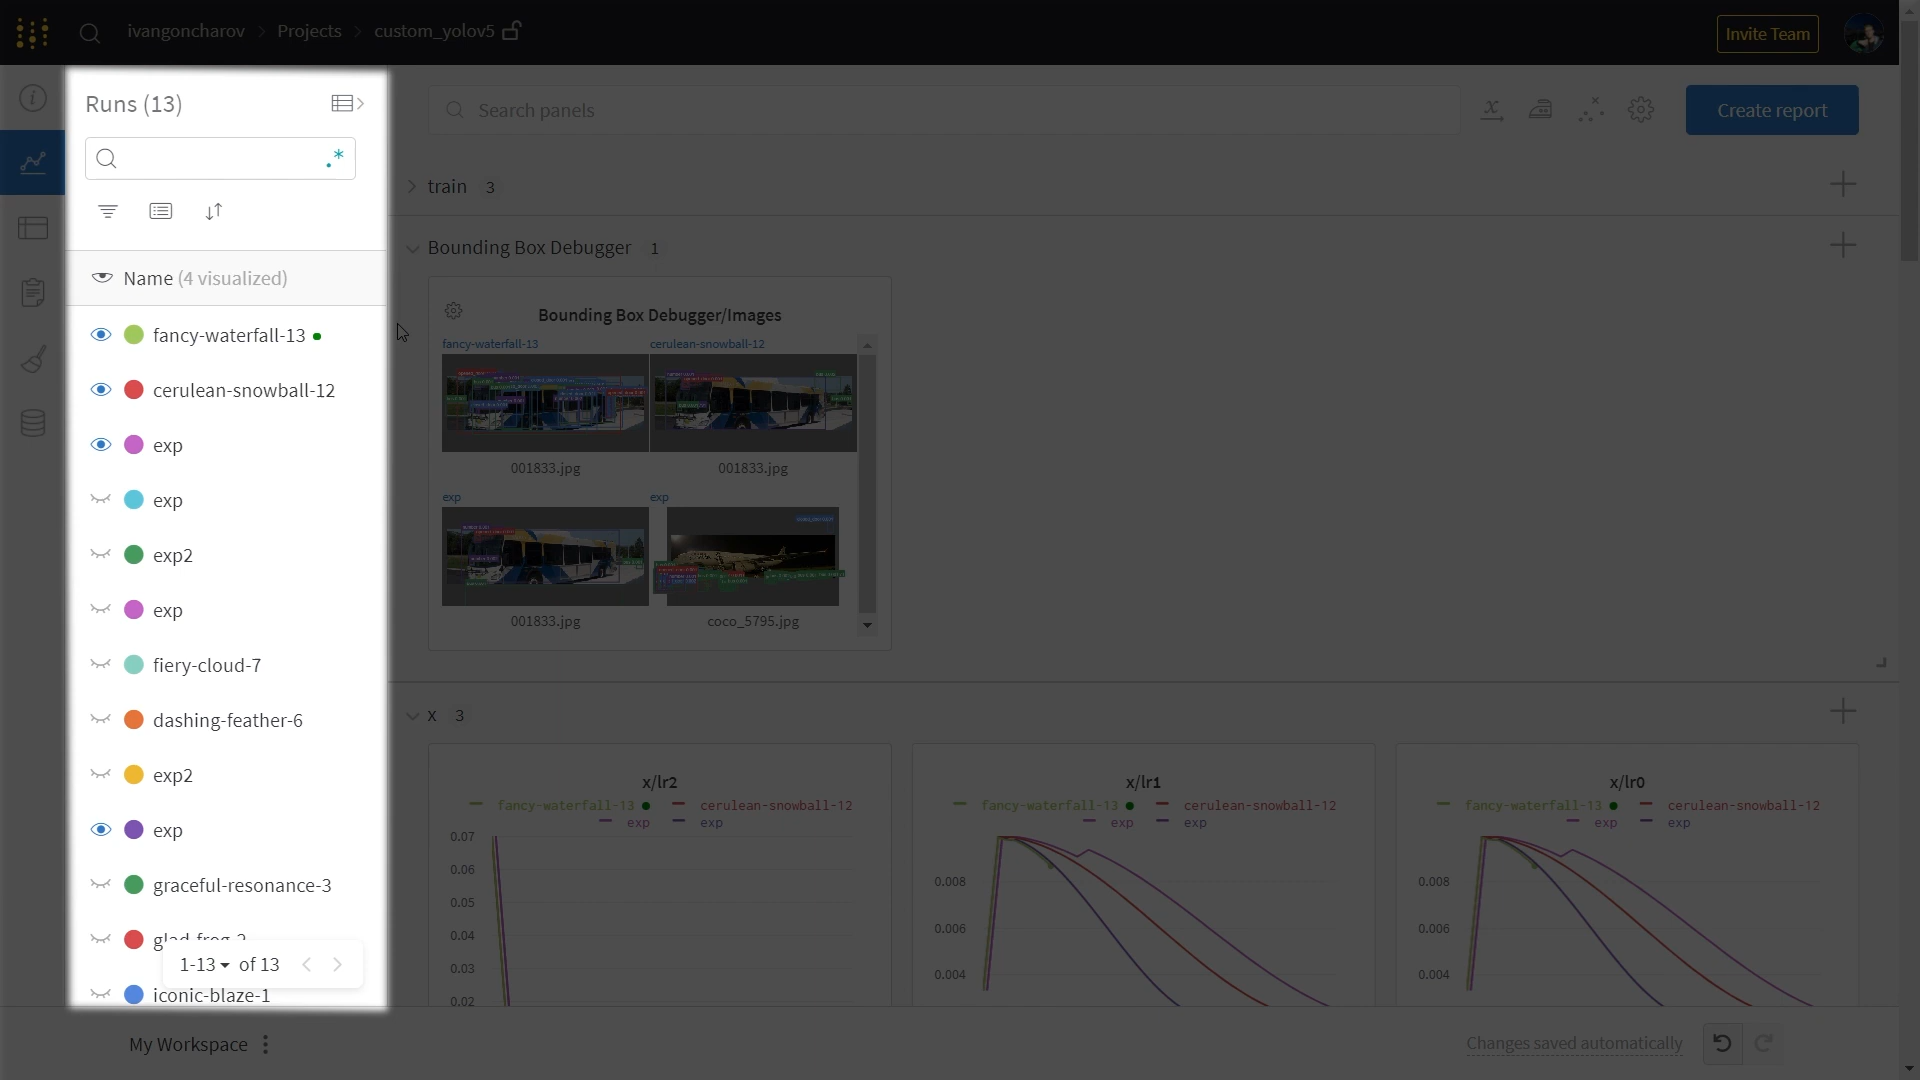 ivangoncharov > Projects > custom_yolov5
Invite Team
Runs (13)
.*
Name (4 visualized)
fancy-waterfall-13
cerulean-snowball-12
exp
exp
exp2
exp
fiery-cloud-7
dashing-feather-6
exp2
exp
graceful-resonance-3
glad-frog-2
iconic-blaze-1
1-13 of 13
Search panels
Create report
train 3
Bounding Box Debugger 1
Bounding Box Debugger/Images
fancy-waterfall-13 cerulean-snowball-12
001833.jpg 001833.jpg
exp exp
001833.jpg coco_5795.jpg
x 3
x/lr2
fancy-waterfall-13 cerulean-snowball-12
exp exp
0.07
0.06
0.05
0.04
0.03
0.02
x/lr1
fancy-waterfall-13 cerulean-snowball-12
exp exp
0.008
0.006
0.004
x/lr0
fancy-waterfall-13 cerulean-snowball-12
exp exp
0.008
0.006
0.004
My Workspace
Changes saved automatically